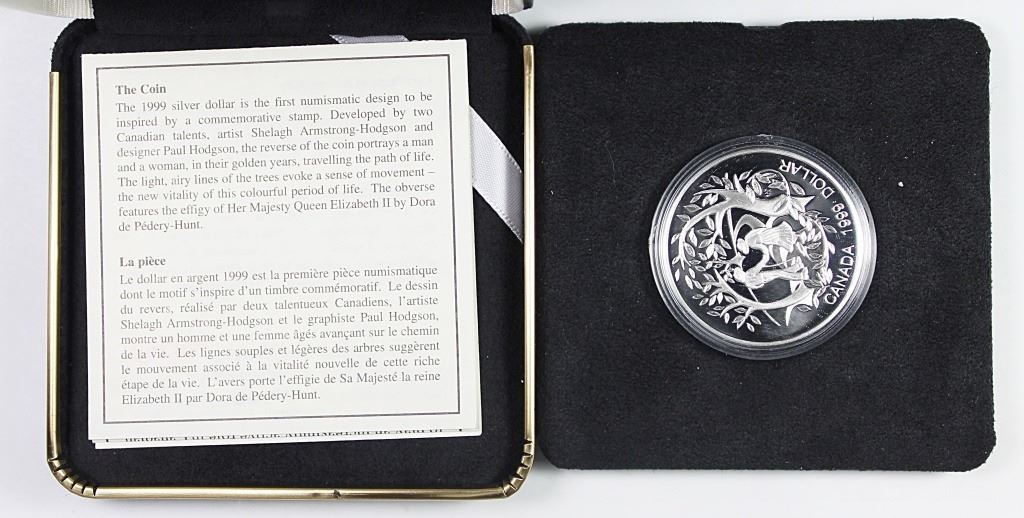 The Coin
The 1999 silver dollar is the first numismatic design to be
inspired by a commemorative stamp. Developed by two
Canadian talents, artist Shelagh Armstrong-Hodgson and
designer Paul Hodgson, the reverse of the coin portrays a man
and a woman, in their golden years, travelling the path of life.
The light, airy lines of the trees evoke a sense of movement –
the new vitality of this colourful period of life. The obverse
features the effigy of Her Majesty Queen Elizabeth II by Dora
de Pédery-Hunt.
La pièce
Le dollar en argent 1999 est la première pièce numismatique
dont le motif s'inspire d'un timbre commémoratif. Le dessin
du revers, réalisé par deux talentueux Canadiens, l'artiste
Shelagh Armstrong-Hodgson et le graphiste Paul Hodgson,
montre un homme et une femme âgés avançant sur le chemin
de la vie. Les lignes souples et légères des arbres suggèrent
le mouvement associé à la vitalité nouvelle de cette riche
étape de la vie. L'avers porte l'effigie de Sa Majesté la reine
Elizabeth II par Dora de Pédery-Hunt.
CANADA 1999 DOLLAR